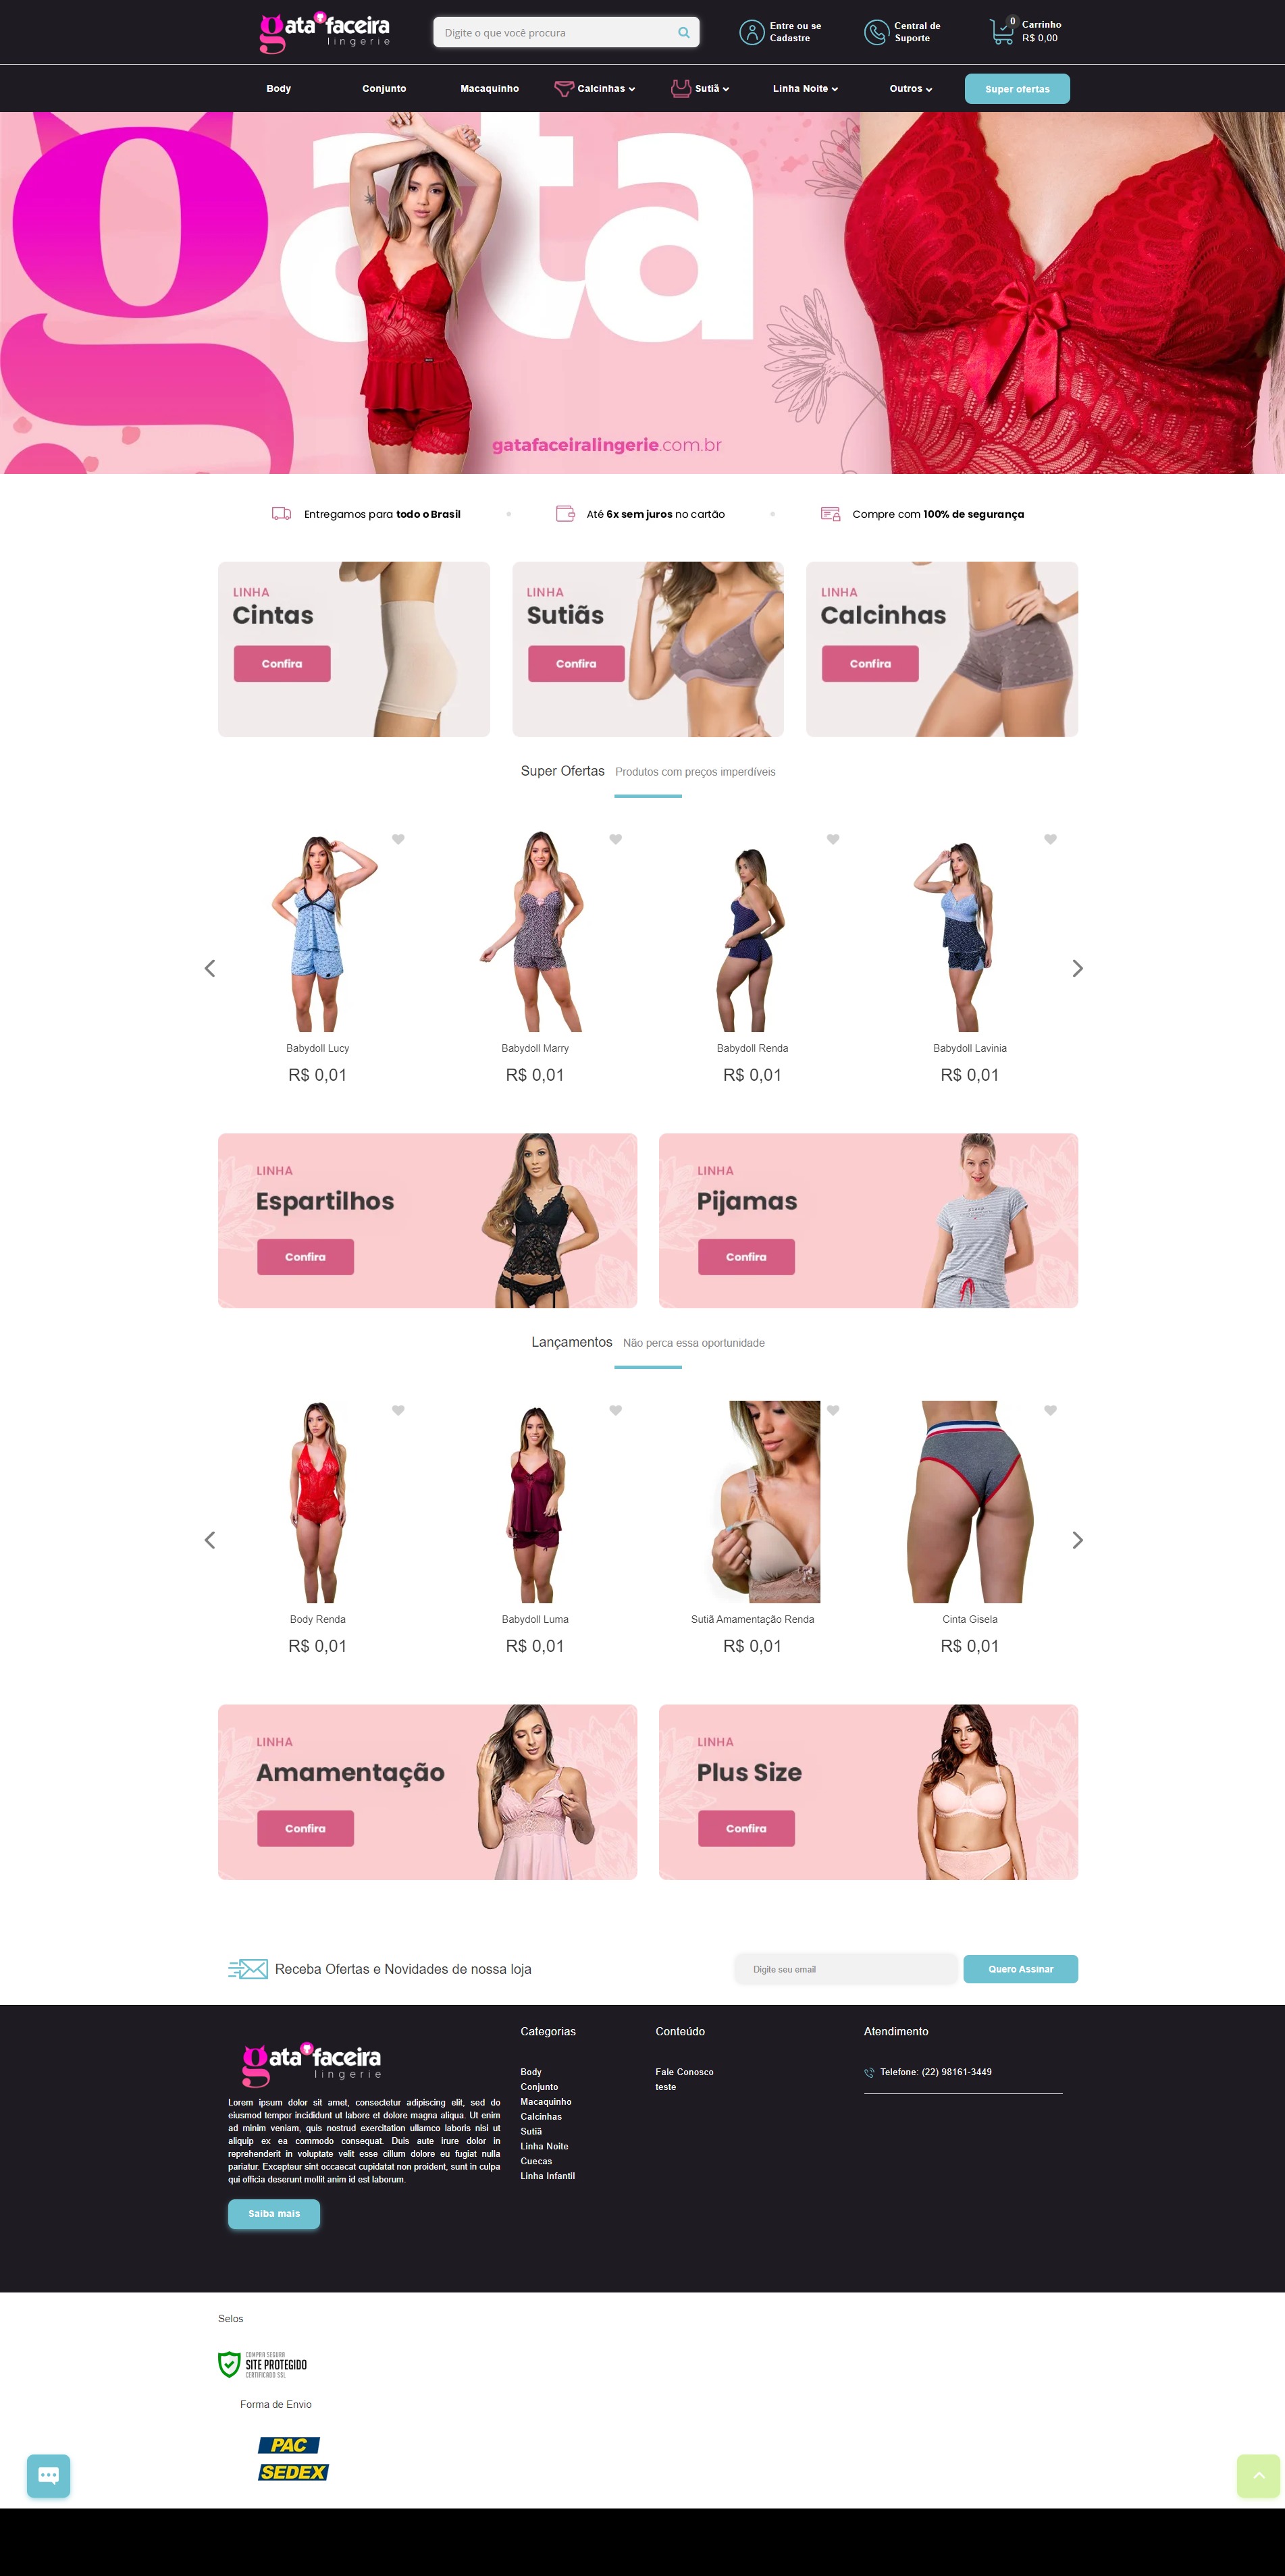 gata faceira
lingerie
Digite o que você procura
Entre ou se
Cadastre
Central de
Suporte
0
Carrinho
R$ 0,00
Body
Conjunto
Macaquinho
Calcinhas
Sutiã
Linha Noite
Outros
Super ofertas
gata
gatafaceiralingerie.com.br
Entregamos para todo o Brasil
Até 6x sem juros no cartão
Compre com 100% de segurança
LINHA
Cintas
Confira
LINHA
Sutiãs
Confira
LINHA
Calcinhas
Confira
Super Ofertas Produtos com preços imperdíveis
Babydoll Lucy
R$ 0,01
Babydoll Marry
R$ 0,01
Babydoll Renda
R$ 0,01
Babydoll Lavinia
R$ 0,01
LINHA
Espartilhos
Confira
LINHA
Pijamas
Confira
Lançamentos Não perca essa oportunidade
Body Renda
R$ 0,01
Babydoll Luma
R$ 0,01
Sutiã Amamentação Renda
R$ 0,01
Cinta Gisela
R$ 0,01
LINHA
Amamentação
Confira
LINHA
Plus Size
Confira
Receba Ofertas e Novidades de nossa loja
Digite seu email
Quero Assinar
gata faceira
lingerie
Lorem ipsum dolor sit amet, consectetur adipiscing elit, sed do
eiusmod tempor incididunt ut labore et dolore magna aliqua. Ut enim
ad minim veniam, quis nostrud exercitation ullamco laboris nisi ut
aliquip ex ea commodo consequat. Duis aute irure dolor in
reprehenderit in voluptate velit esse cillum dolore eu fugiat nulla
pariatur. Excepteur sint occaecat cupidatat non proident, sunt in culpa
qui officia deserunt mollit anim id est laborum.
Saiba mais
Categorias
Body
Conjunto
Macaquinho
Calcinhas
Sutiã
Linha Noite
Cuecas
Linha Infantil
Conteúdo
Fale Conosco
teste
Atendimento
Telefone: (22) 98161-3449
Selos
COMPRA SEGURA
SITE PROTEGIDO
CERTIFICADO SSL
Forma de Envio
PAC
SEDEX